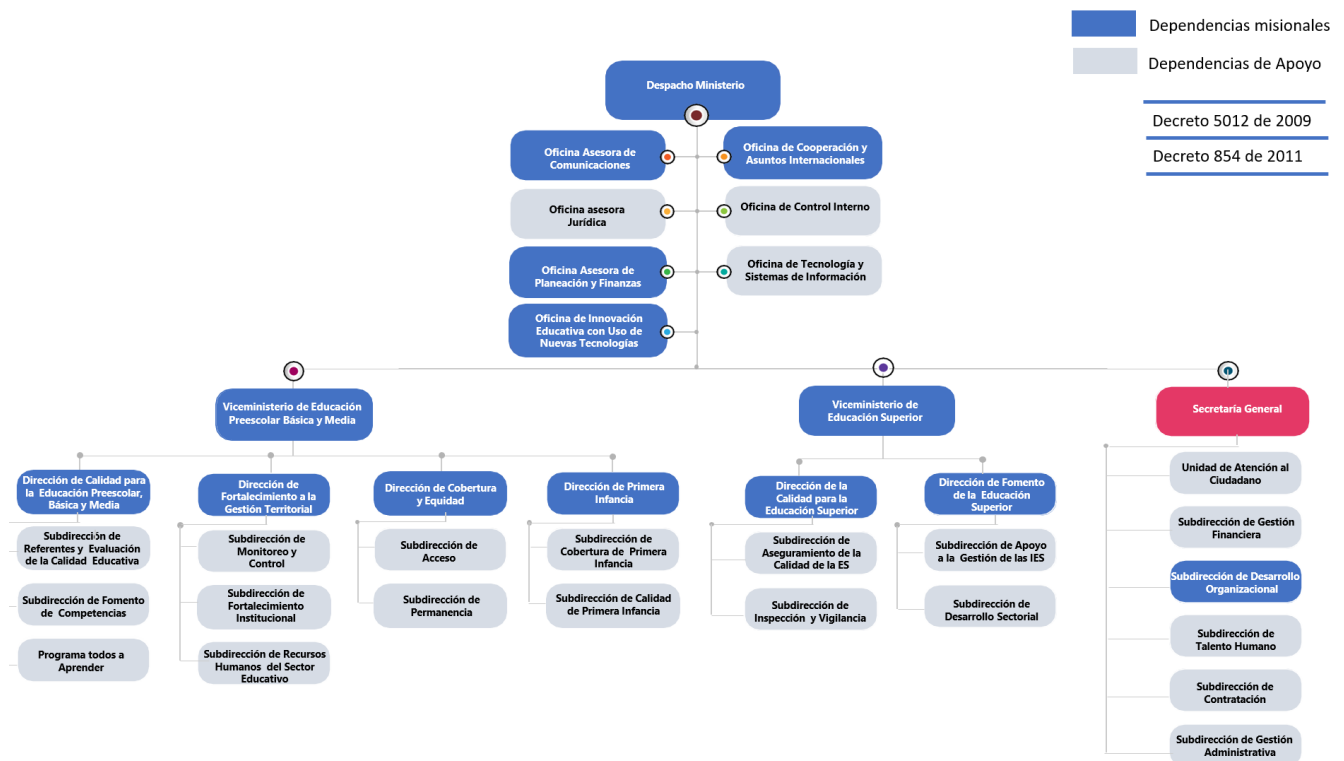 Dependencias misionales
Dependencias de Apoyo
Decreto 5012 de 2009
Decreto 854 de 2011
Despacho Ministerio
Oficina Asesora de
Comunicaciones
Oficina de Cooperación y
Asuntos Internacionales
Oficina asesora
Jurídica
Oficina de Control Interno
Oficina Asesora de
Planeación y Finanzas
Oficina de Tecnología y
Sistemas de Información
Oficina de Innovación
Educativa con Uso de
Nuevas Tecnologías
Viceministerio de Educación
Preescolar Básica y Media
Viceministerio de
Educación Superior
Secretaría General
Dirección de Calidad para
la Educación Preescolar,
Básica y Media
Subdirección de
Referentes y Evaluación
de la Calidad Educativa
Subdirección de Fomento
de Competencias
Programa todos a
Aprender
Dirección de
Fortalecimiento a la
Gestión Territorial
Subdirección de
Monitoreo y
Control
Subdirección de
Fortalecimiento
Institucional
Subdirección de Recursos
Humanos del Sector
Educativo
Dirección de Cobertura
y Equidad
Subdirección de
Acceso
Subdirección de
Permanencia
Dirección de Primera
Infancia
Subdirección de
Cobertura de Primera
Infancia
Subdirección de Calidad
de Primera Infancia
Dirección de la
Calidad para la
Educación Superior
Subdirección de
Aseguramiento de la
Calidad de la ES
Subdirección de
Inspección y Vigilancia
Dirección de Fomento
de la Educación
Superior
Subdirección de Apoyo
a la Gestión de las IES
Subdirección de
Desarrollo Sectorial
Unidad de Atención al
Ciudadano
Subdirección de Gestión
Financiera
Subdirección de Desarrollo
Organizacional
Subdirección de
Talento Humano
Subdirección de
Contratación
Subdirección de Gestión
Administrativa